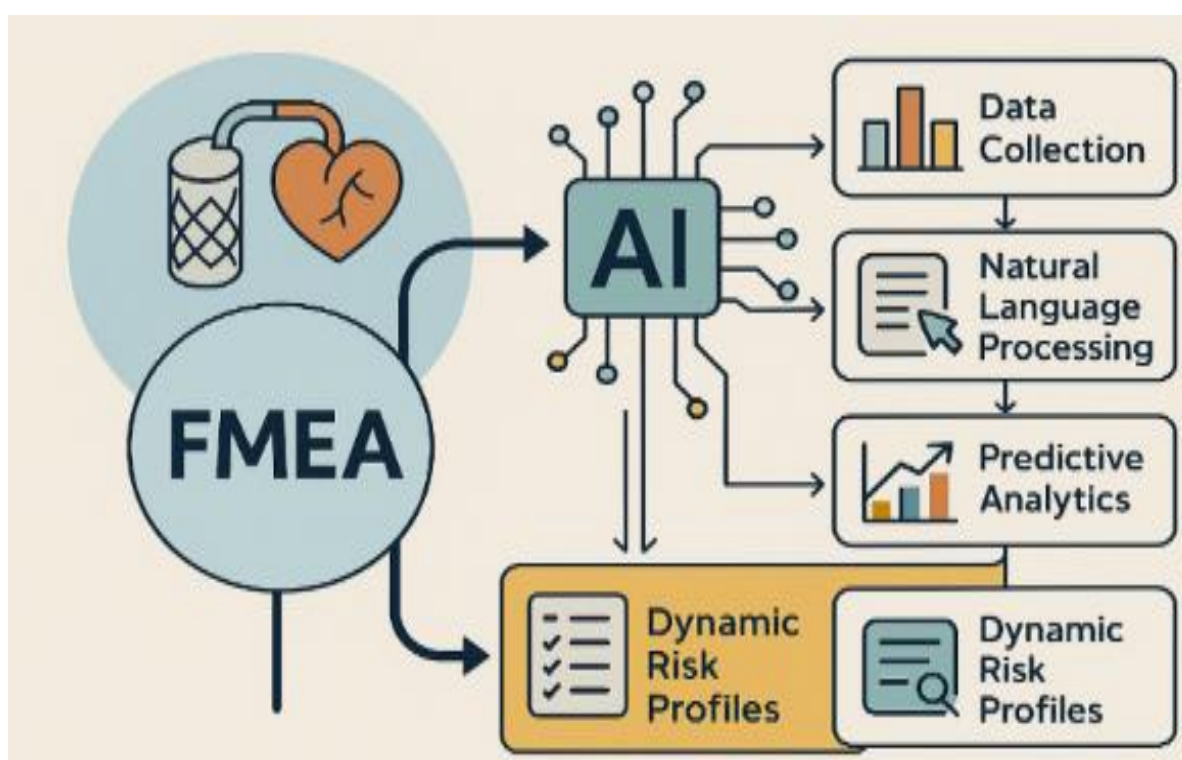 FMEA
AI
Data
Collection
Natural
Language
Processing
Predictive
Analytics
Dynamic
Risk
Profiles
Dynamic
Risk
Profiles